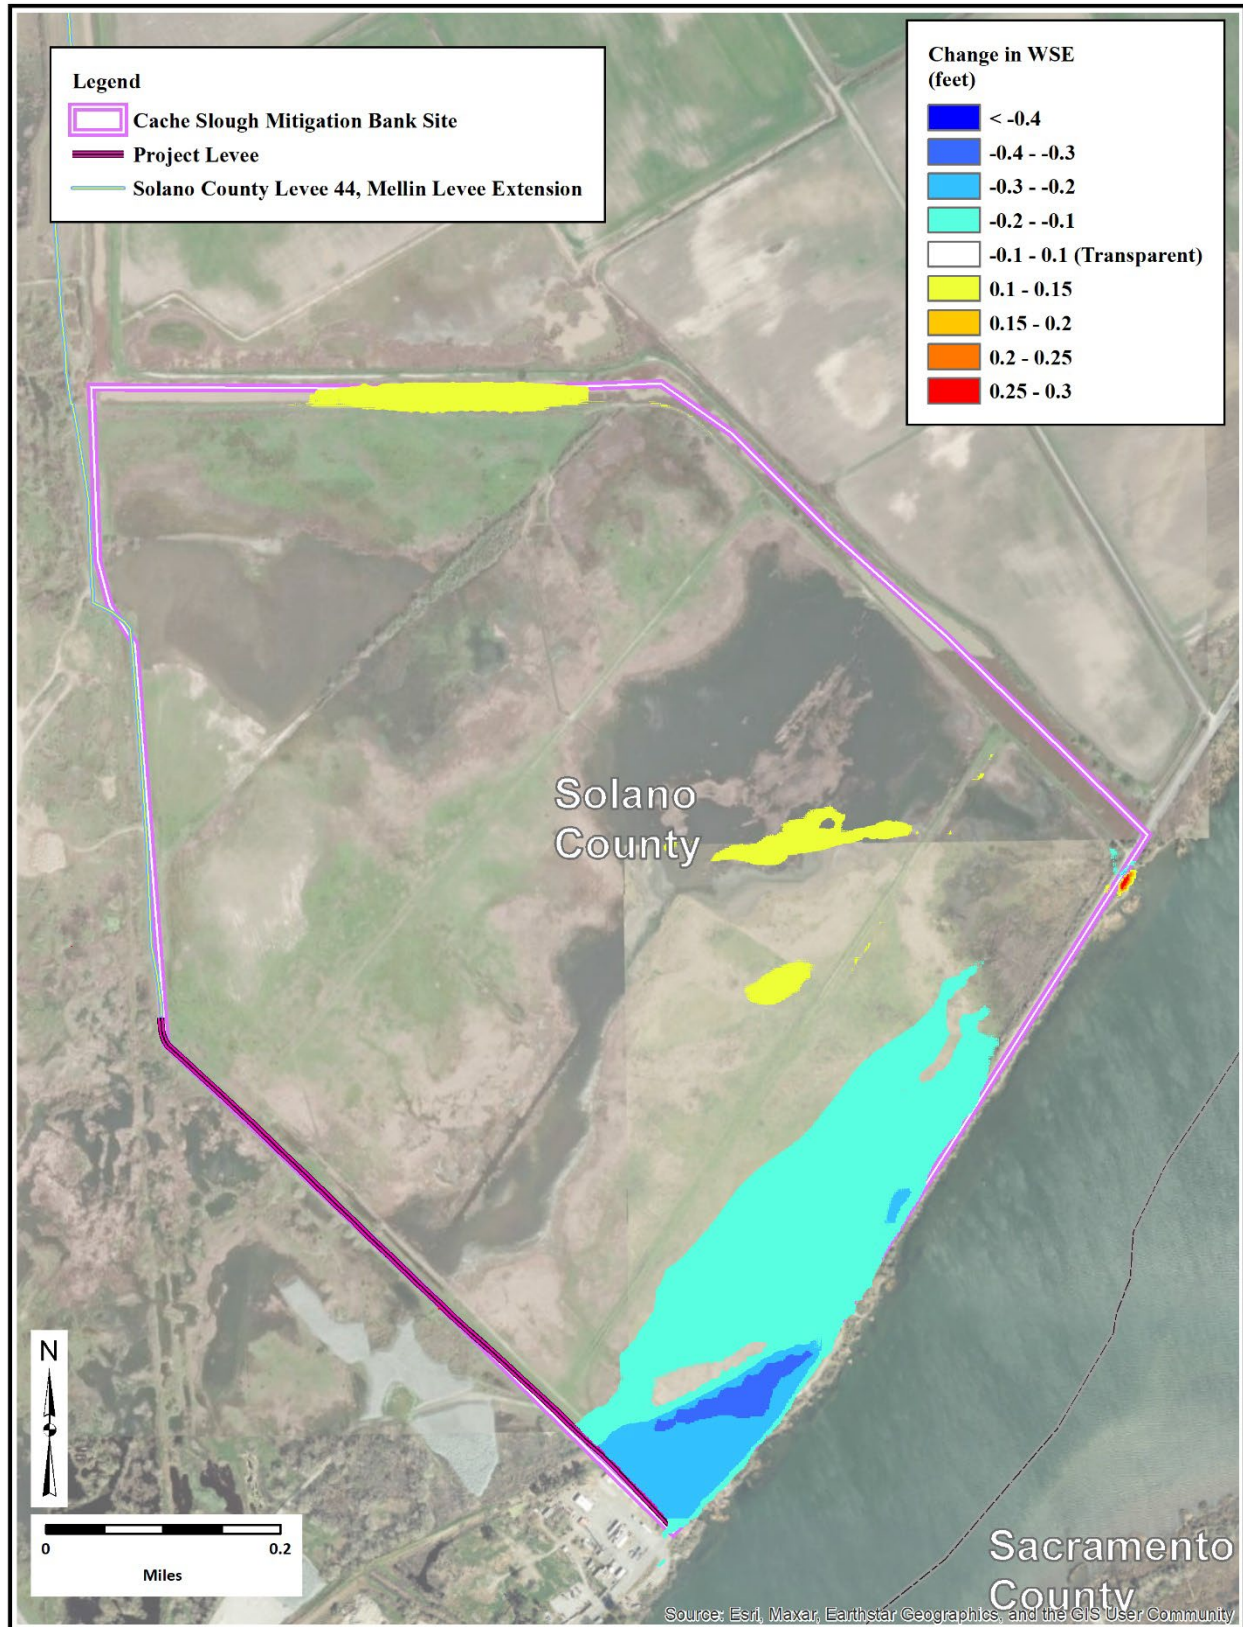 Legend
Cache Slough Mitigation Bank Site
Project Levee
Solano County Levee 44, Mellin Levee Extension
Change in WSE
(feet)
< -0.4
-0.4 - -0.3
-0.3 - -0.2
-0.2 - -0.1
-0.1 - 0.1 (Transparent)
0.1 - 0.15
0.15 - 0.2
0.2 - 0.25
0.25 - 0.3
Solano
County
N
0 0.2
Miles
Sacramento
County
Source: Esri, Maxar, Earthstar Geographics, and the GIS User Community